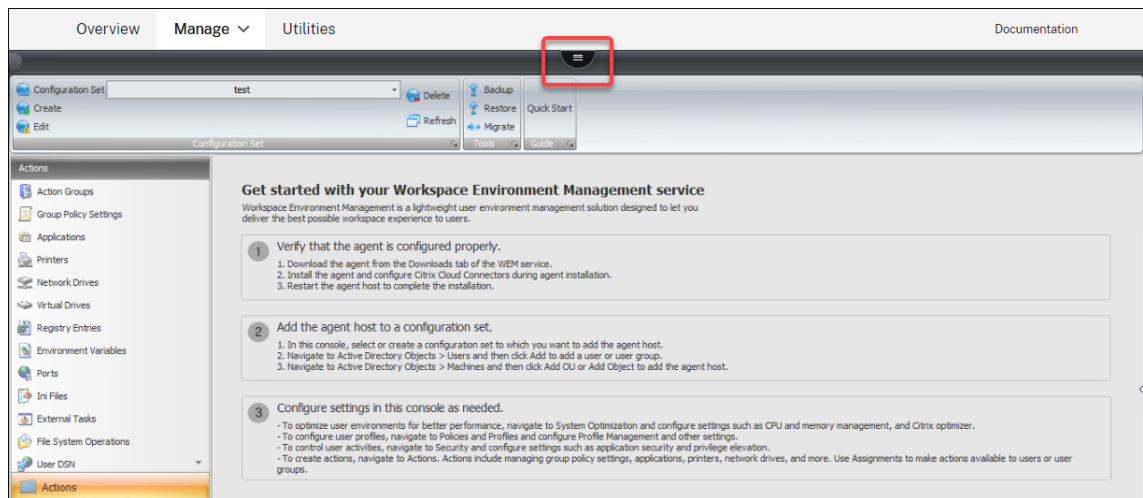 Overview Manage Utilities Documentation
Configuration Set test Delete Backup
Create Restore Quick Start
Edit Refresh Migrate
Configuration Set Tools Guide
Actions
Action Groups
Group Policy Settings
Applications
Printers
Network Drives
Virtual Drives
Registry Entries
Environment Variables
Ports
Ini Files
External Tasks
File System Operations
User DSN
Actions
Get started with your Workspace Environment Management service
Workspace Environment Management is a lightweight user environment management solution designed to let you
deliver the best possible workspace experience to users.
1 Verify that the agent is configured properly.
1. Download the agent from the Downloads tab of the WEM service.
2. Install the agent and configure Citrix Cloud Connectors during agent installation.
3. Restart the agent host to complete the installation.
2 Add the agent host to a configuration set.
1. In this console, select or create a configuration set to which you want to add the agent host.
2. Navigate to Active Directory Objects > Users and then click Add to add a user or user group.
3. Navigate to Active Directory Objects > Machines and then click Add OU or Add Object to add the agent host.
3 Configure settings in this console as needed.
- To optimize user environments for better performance, navigate to System Optimization and configure settings such as CPU and memory management, and Citrix optimizer.
- To configure user profiles, navigate to Policies and Profiles and configure Profile Management and other settings.
- To control user activities, navigate to Security and configure settings such as application security and privilege elevation.
- To create actions, navigate to Actions. Actions include managing group policy settings, applications, printers, network drives, and more. Use Assignments to make actions available to users or user
groups.